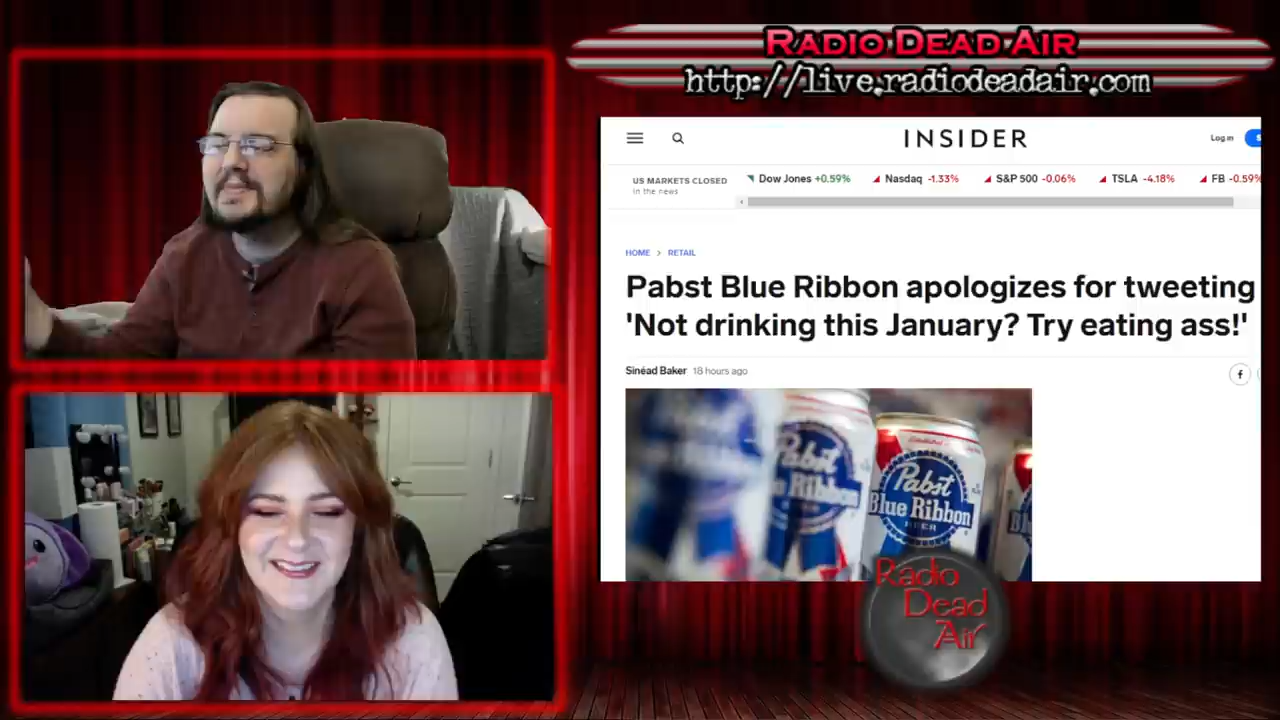 RADIO DEAD AIR
http://live.radiodeadair.com
INSIDER
Log in
US MARKETS CLOSED
In the news
Dow Jones +0.59%
Nasdaq -1.33%
S&P 500 -0.06%
TSLA -4.18%
FB -0.59%
HOME > RETAIL
Pabst Blue Ribbon apologizes for tweeting
'Not drinking this January? Try eating ass!'
Sinéad Baker 18 hours ago
Pabst
Blue Ribbon
Pabst
Blue Ribbon
BEER
Radio
Dead
Air